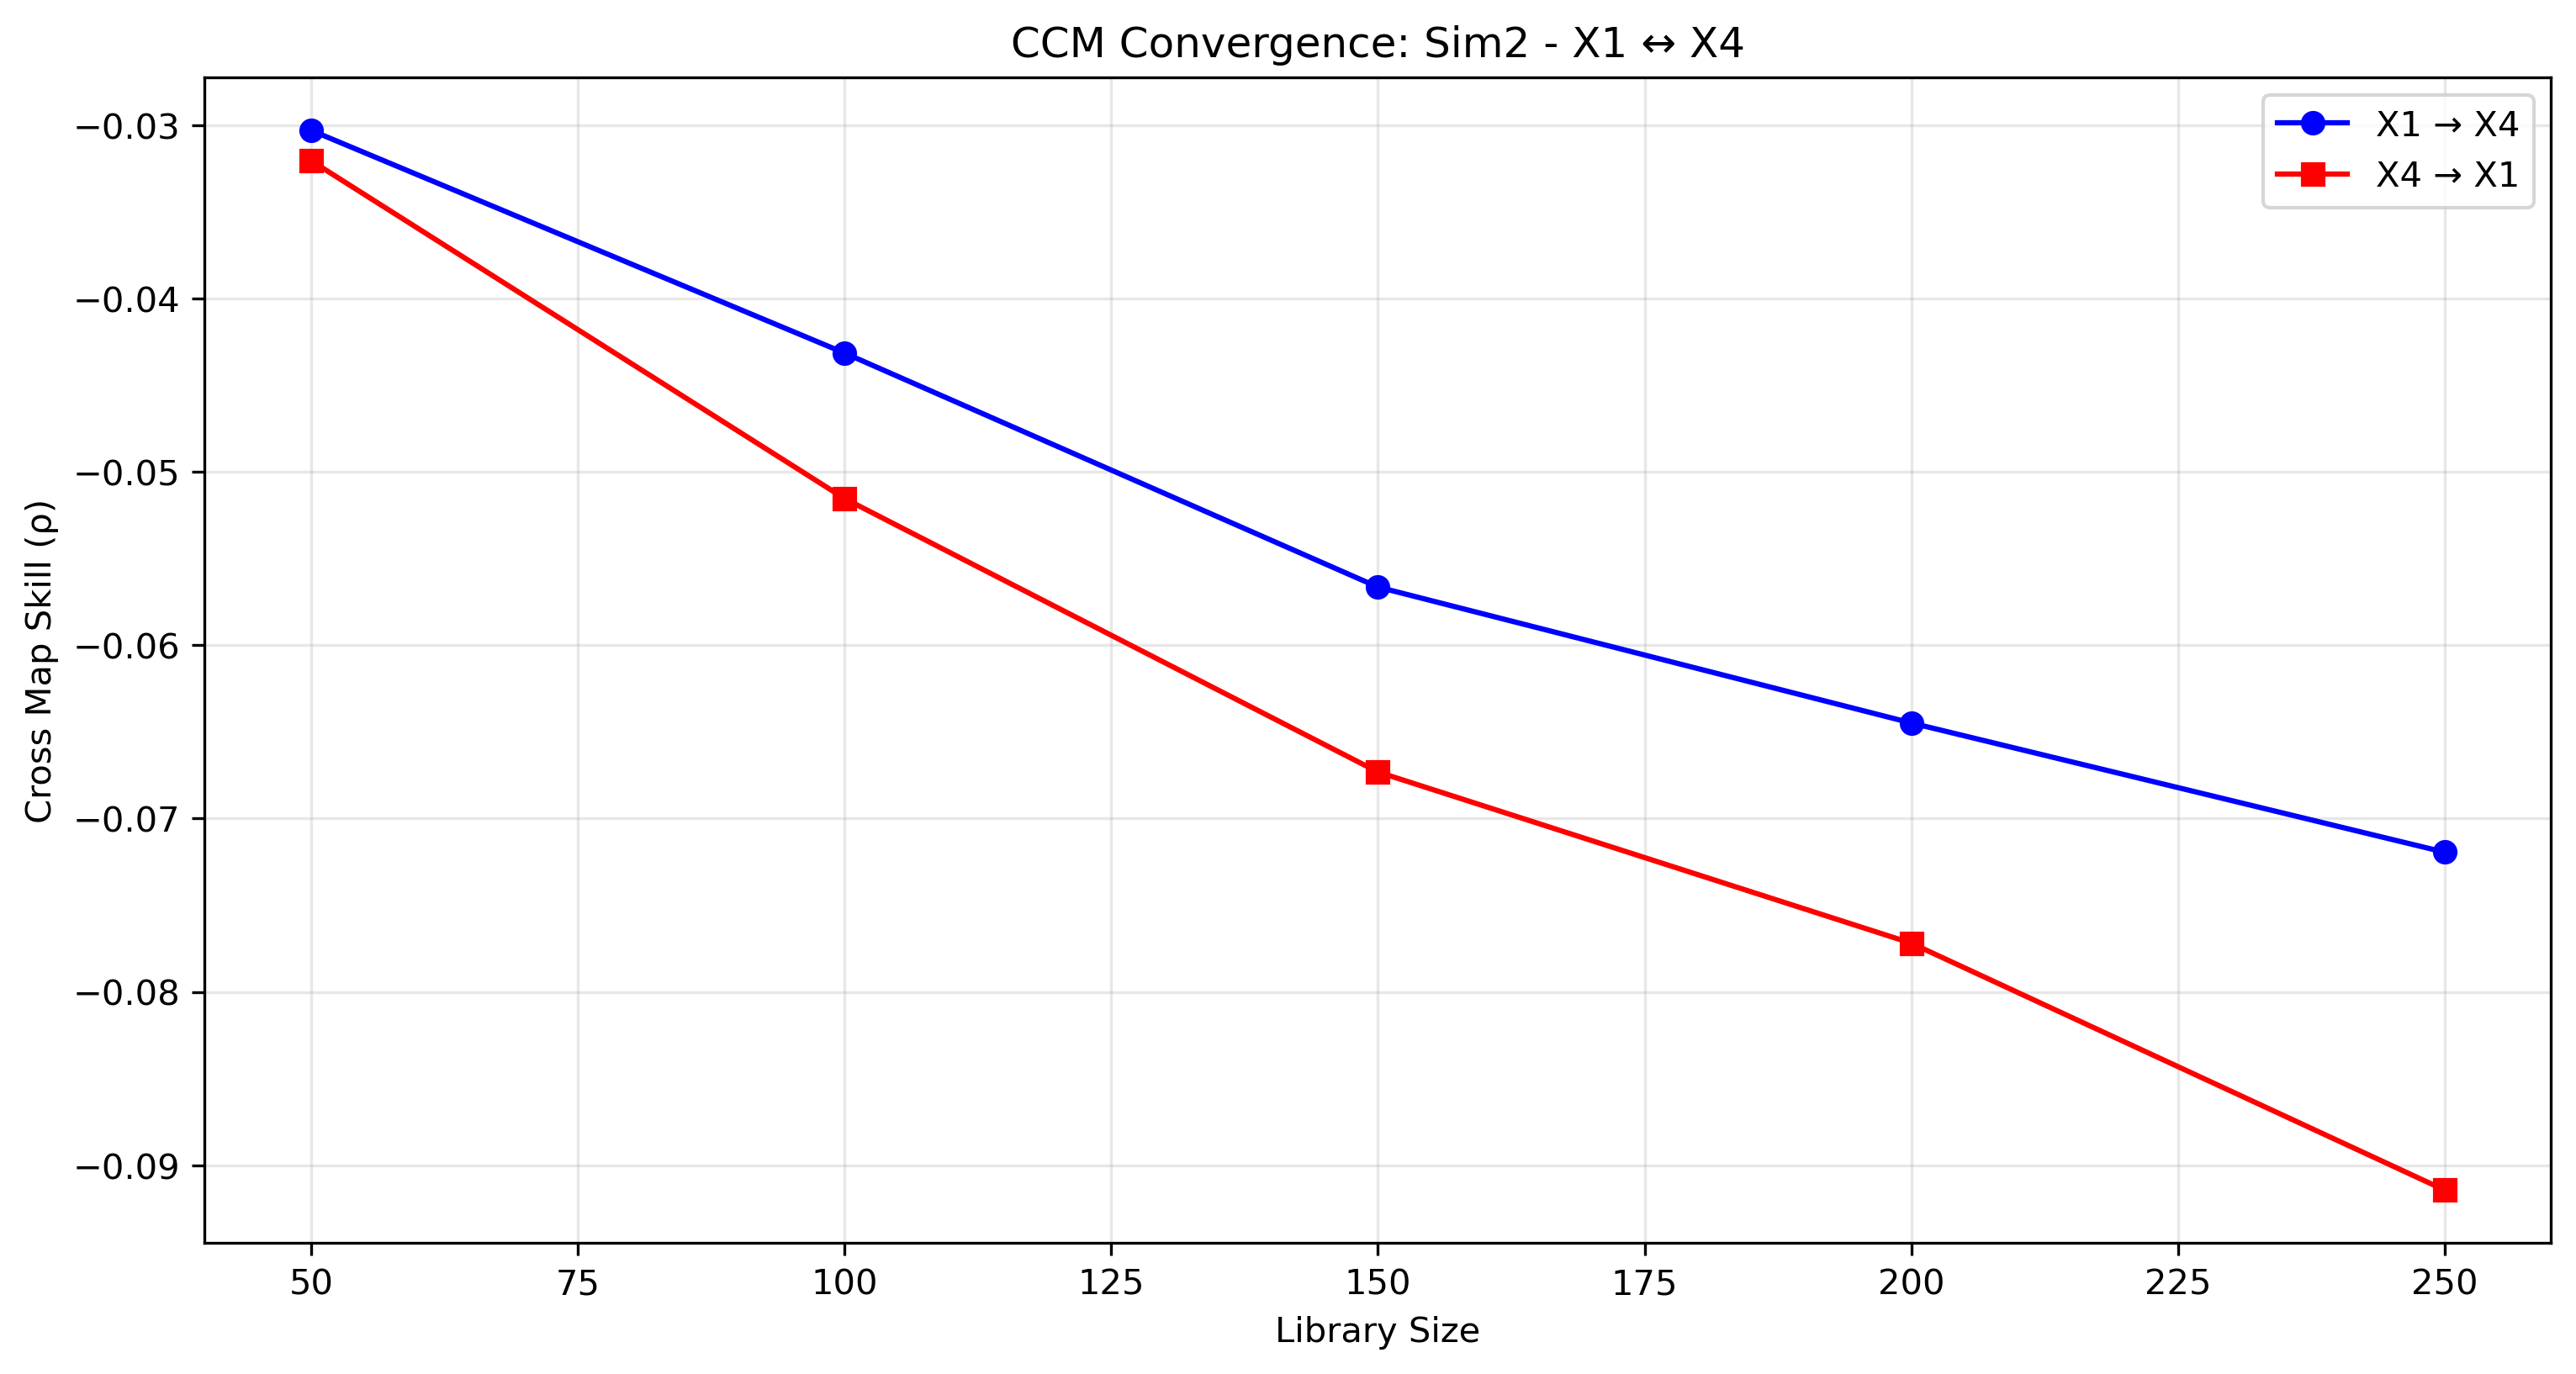 CCM Convergence: Sim2 - X1 ↔ X4
X1 → X4
X4 → X1
Cross Map Skill (ρ)
−0.03
−0.04
−0.05
−0.06
−0.07
−0.08
−0.09
50 75 100 125 150 175 200 225 250
Library Size